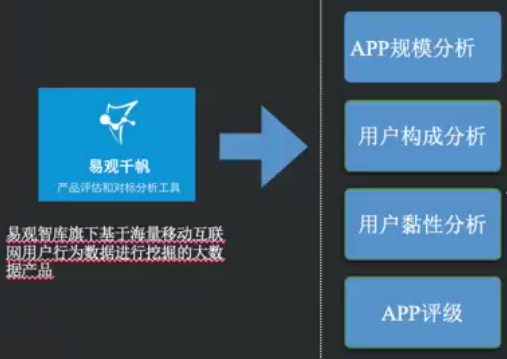 易观千帆
产品评估和对标分析工具
易观智库旗下基于海量移动互联
网用户行为数据进行挖掘的大数
据产品
APP规模分析
用户构成分析
用户黏性分析
APP评级